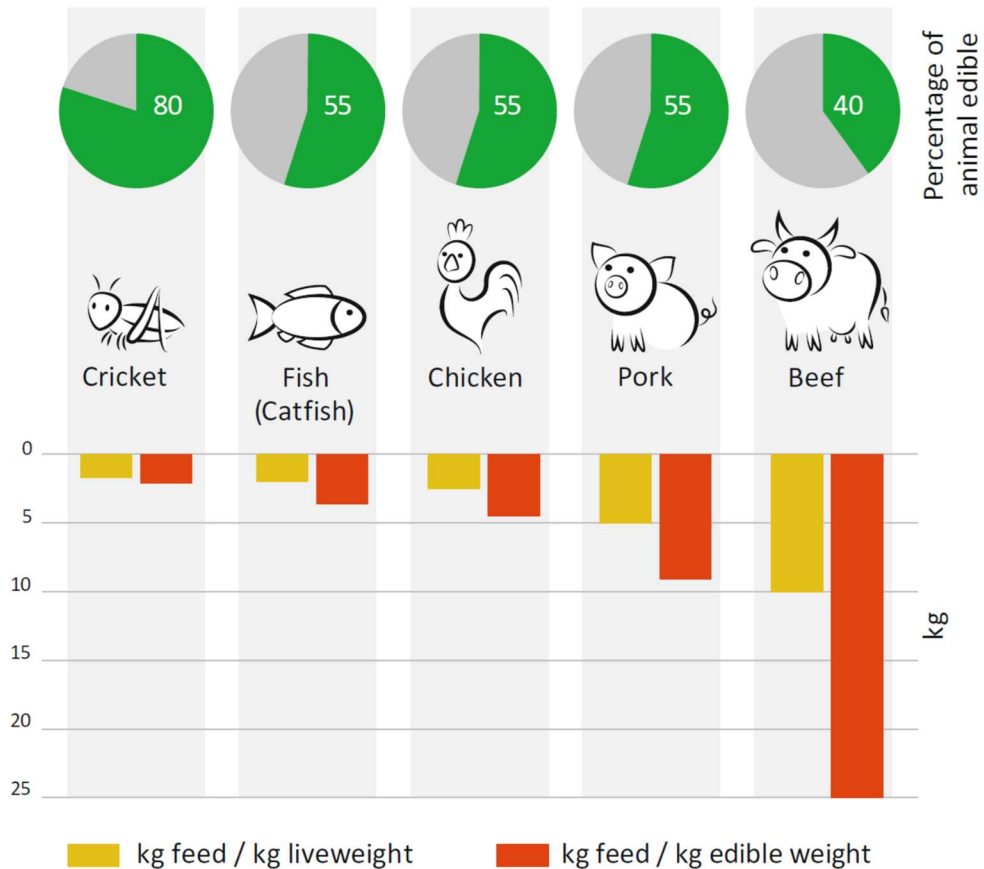 80
55
55
55
40
Percentage of
animal edible
Cricket
Fish
(Catfish)
Chicken
Pork
Beef
0
5
10
15
20
25
kg
kg feed / kg liveweight
kg feed / kg edible weight